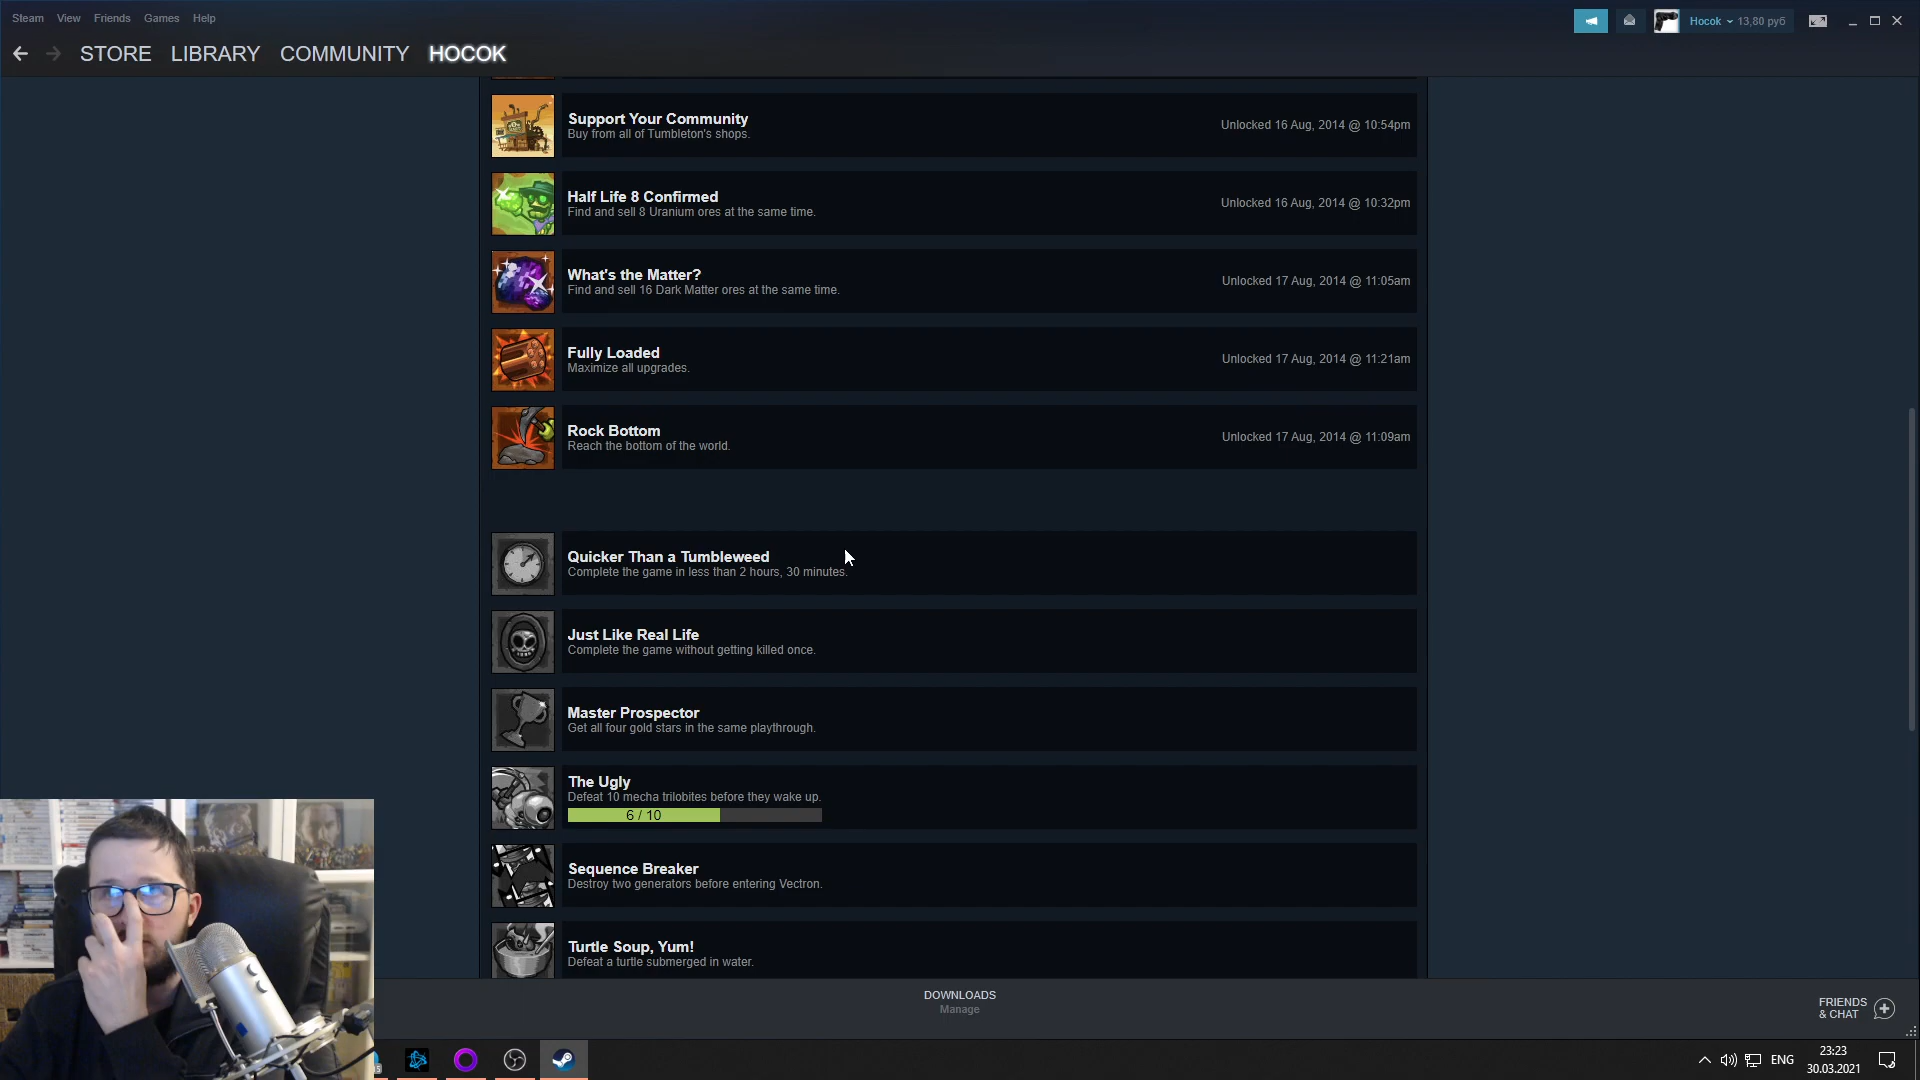 Steam View Friends Games Help
Hocok 13,80 руб
STORE LIBRARY COMMUNITY HOCOK
Support Your Community
Buy from all of Tumbleton's shops.
Unlocked 16 Aug, 2014 @ 10:54pm
Half Life 8 Confirmed
Find and sell 8 Uranium ores at the same time.
Unlocked 16 Aug, 2014 @ 10:32pm
What's the Matter?
Find and sell 16 Dark Matter ores at the same time.
Unlocked 17 Aug, 2014 @ 11:05am
Fully Loaded
Maximize all upgrades.
Unlocked 17 Aug, 2014 @ 11:21am
Rock Bottom
Reach the bottom of the world.
Unlocked 17 Aug, 2014 @ 11:09am
Quicker Than a Tumbleweed
Complete the game in less than 2 hours, 30 minutes.
Just Like Real Life
Complete the game without getting killed once.
Master Prospector
Get all four gold stars in the same playthrough.
The Ugly
Defeat 10 mecha trilobites before they wake up.
6 / 10
Sequence Breaker
Destroy two generators before entering Vectron.
Turtle Soup, Yum!
Defeat a turtle submerged in water.
DOWNLOADS
Manage
FRIENDS
& CHAT
ENG
23:23
30.03.2021